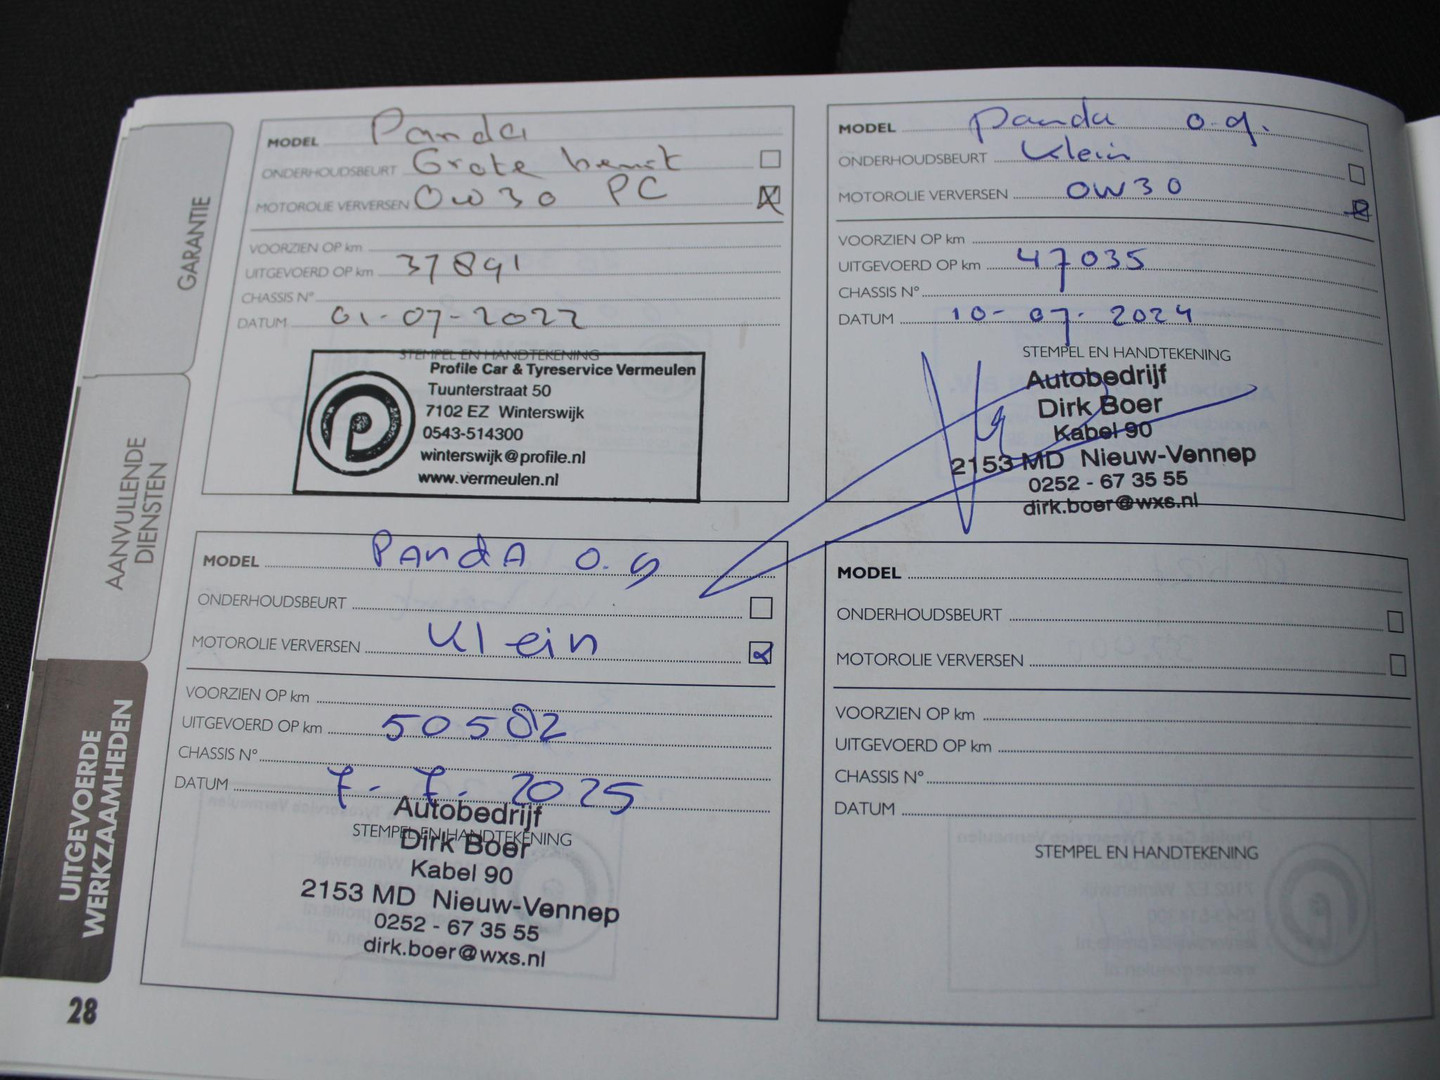 GARANTIE
AANVULLENDE
DIENSTEN
UITGEVOERDE
WERKZAAMHEDEN
28
MODEL Panda
ONDERHOUDSBEURT Grote beurt
MOTOROLIE VERVERSEN 0W30 PC
VOORZIEN OP km
UITGEVOERD OP km 37891
CHASSIS N°
DATUM 01-07-2022
STEMPEL EN HANDTEKENING
Profile Car & Tyreservice Vermeulen
Tuunterstraat 50
7102 EZ Winterswijk
0543-514300
winterswijk@profile.nl
www.vermeulen.nl
MODEL Panda 0.9.
ONDERHOUDSBEURT Klein
MOTOROLIE VERVERSEN 0W30
VOORZIEN OP km
UITGEVOERD OP km 47035
CHASSIS N°
DATUM 10-07-2024
STEMPEL EN HANDTEKENING
Autobedrijf
Dirk Boer
Kabel 90
2153 MD Nieuw-Vennep
0252 - 67 35 55
dirk.boer@wxs.nl
MODEL PandA 0.9
ONDERHOUDSBEURT
MOTOROLIE VERVERSEN Klein
VOORZIEN OP km
UITGEVOERD OP km 50582
CHASSIS N°
DATUM 7-7-2025
Autobedrijf
STEMPEL EN HANDTEKENING
Dirk Boer
Kabel 90
2153 MD Nieuw-Vennep
0252 - 67 35 55
dirk.boer@wxs.nl
MODEL
ONDERHOUDSBEURT
MOTOROLIE VERVERSEN
VOORZIEN OP km
UITGEVOERD OP km
CHASSIS N°
DATUM
STEMPEL EN HANDTEKENING